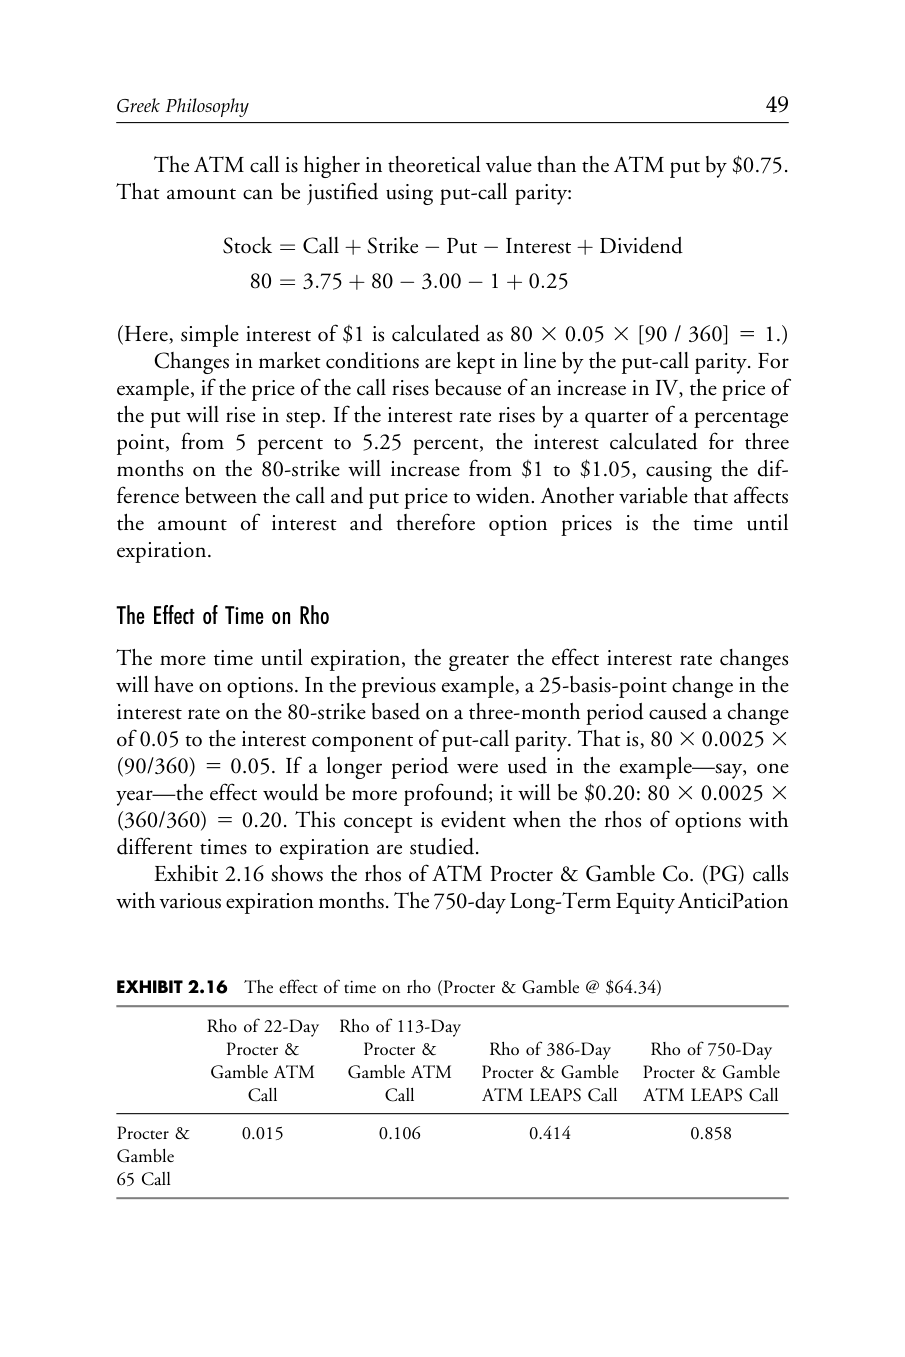 Greek Philosophy 49
The ATM call is higher in theoretical value than the ATM put by $0.75.
That amount can be justified using put-call parity:
Stock = Call + Strike − Put − Interest + Dividend
80 = 3.75 + 80 − 3.00 − 1 + 0.25
(Here, simple interest of $1 is calculated as 80 × 0.05 × [90 / 360] = 1.)
Changes in market conditions are kept in line by the put-call parity. For
example, if the price of the call rises because of an increase in IV, the price of
the put will rise in step. If the interest rate rises by a quarter of a percentage
point, from 5 percent to 5.25 percent, the interest calculated for three
months on the 80-strike will increase from $1 to $1.05, causing the dif-
ference between the call and put price to widen. Another variable that affects
the amount of interest and therefore option prices is the time until
expiration.
The Effect of Time on Rho
The more time until expiration, the greater the effect interest rate changes
will have on options. In the previous example, a 25-basis-point change in the
interest rate on the 80-strike based on a three-month period caused a change
of 0.05 to the interest component of put-call parity. That is, 80 × 0.0025 ×
(90/360) = 0.05. If a longer period were used in the example—say, one
year—the effect would be more profound; it will be $0.20: 80 × 0.0025 ×
(360/360) = 0.20. This concept is evident when the rhos of options with
different times to expiration are studied.
Exhibit 2.16 shows the rhos of ATM Procter & Gamble Co. (PG) calls
with various expiration months. The 750-day Long-Term Equity AnticiPation
EXHIBIT 2.16 The effect of time on rho (Procter & Gamble @ $64.34)
Rho of 22-Day Rho of 113-Day
Procter & Procter & Rho of 386-Day Rho of 750-Day
Gamble ATM Gamble ATM Procter & Gamble Procter & Gamble
Call Call ATM LEAPS Call ATM LEAPS Call
Procter & 0.015 0.106 0.414 0.858
Gamble
65 Call